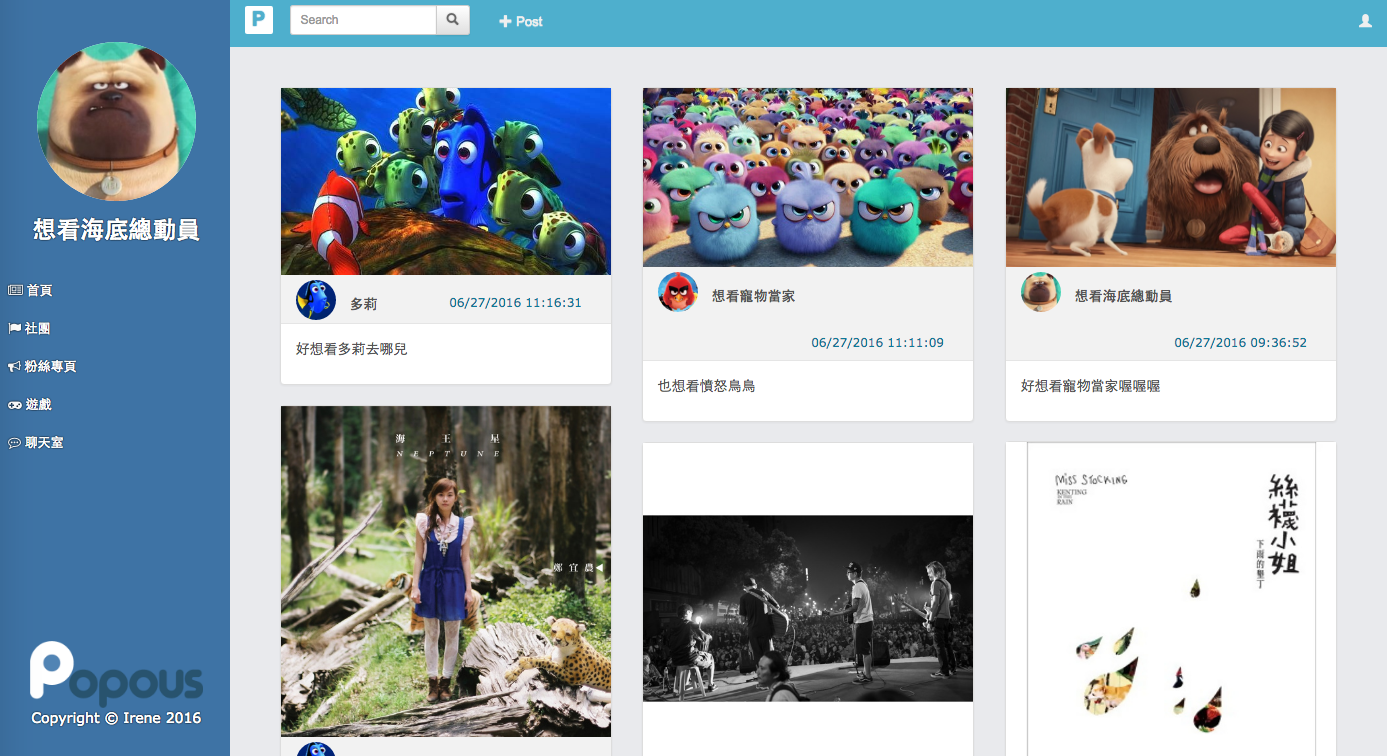 P
Search
Post
想看海底總動員
首頁
社團
粉絲專頁
遊戲
聊天室
Popous
Copyright © Irene 2016
多莉
06/27/2016 11:16:31
好想看多莉去哪兒
想看寵物當家
06/27/2016 11:11:09
也想看憤怒鳥鳥
想看海底總動員
06/27/2016 09:36:52
好想看寵物當家喔喔喔
海王星
NEPTUNE
鄭宜農
MISS STOCKING
KENTING
IN THE
RAIN
絲襪小姐
下雨的墾丁